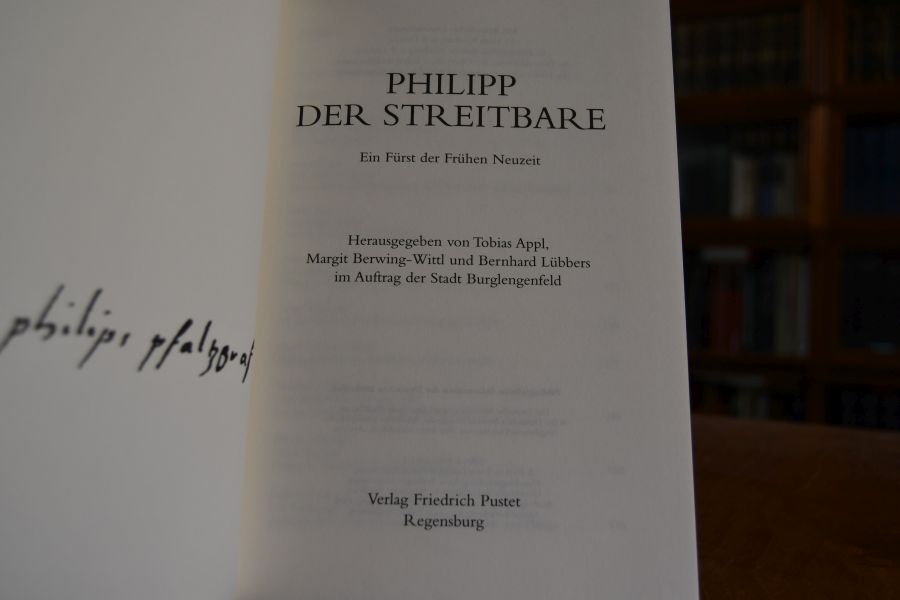 philips pfalzgraf
PHILIPP
DER STREITBARE
Ein Fürst der Frühen Neuzeit
Herausgegeben von Tobias Appl,
Margit Berwing-Wittl und Bernhard Lübbers
im Auftrag der Stadt Burglengenfeld
Verlag Friedrich Pustet
Regensburg